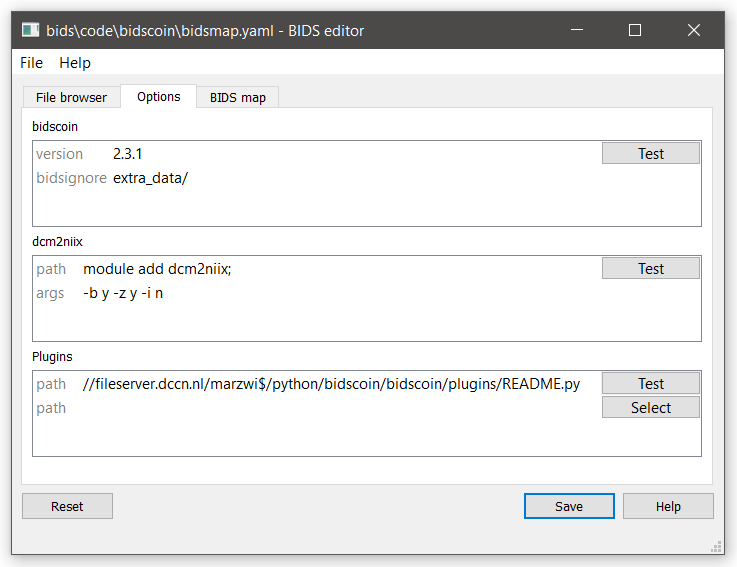 bids\code\bidscoin\bidsmap.yaml - BIDS editor
File Help
File browser Options BIDS map
bidscoin
version 2.3.1 Test
bidsignore extra_data/
dcm2niix
path module add dcm2niix; Test
args -b y -z y -i n
Plugins
path //fileserver.dccn.nl/marzwi$/python/bidscoin/bidscoin/plugins/README.py Test
path Select
Reset Save Help